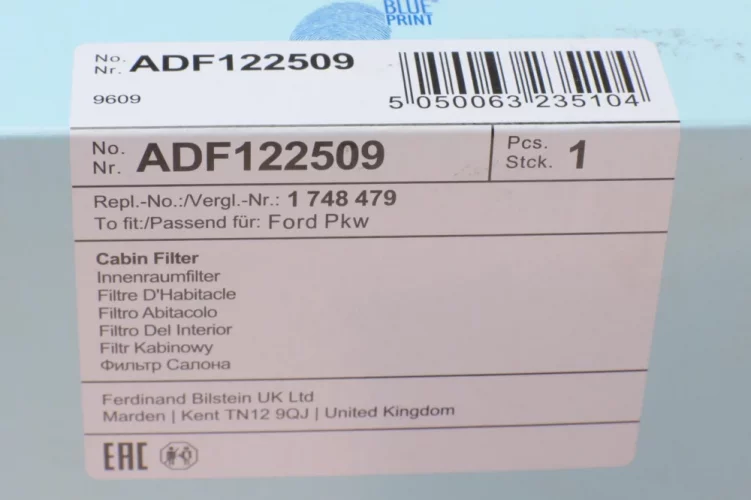 BLUE
PRINT
No.
Nr. ADF122509
9609
5 050063 235104
No.
Nr. ADF122509
Pcs.
Stck. 1
Repl.-No.:/Vergl.-Nr.: 1 748 479
To fit:/Passend für: Ford Pkw
Cabin Filter
Innenraumfilter
Filtre D'Habitacle
Filtro Abitacolo
Filtro Del Interior
Filtr Kabinowy
Фильтр Салона
Ferdinand Bilstein UK Ltd
Marden | Kent TN12 9QJ | United Kingdom
EAC